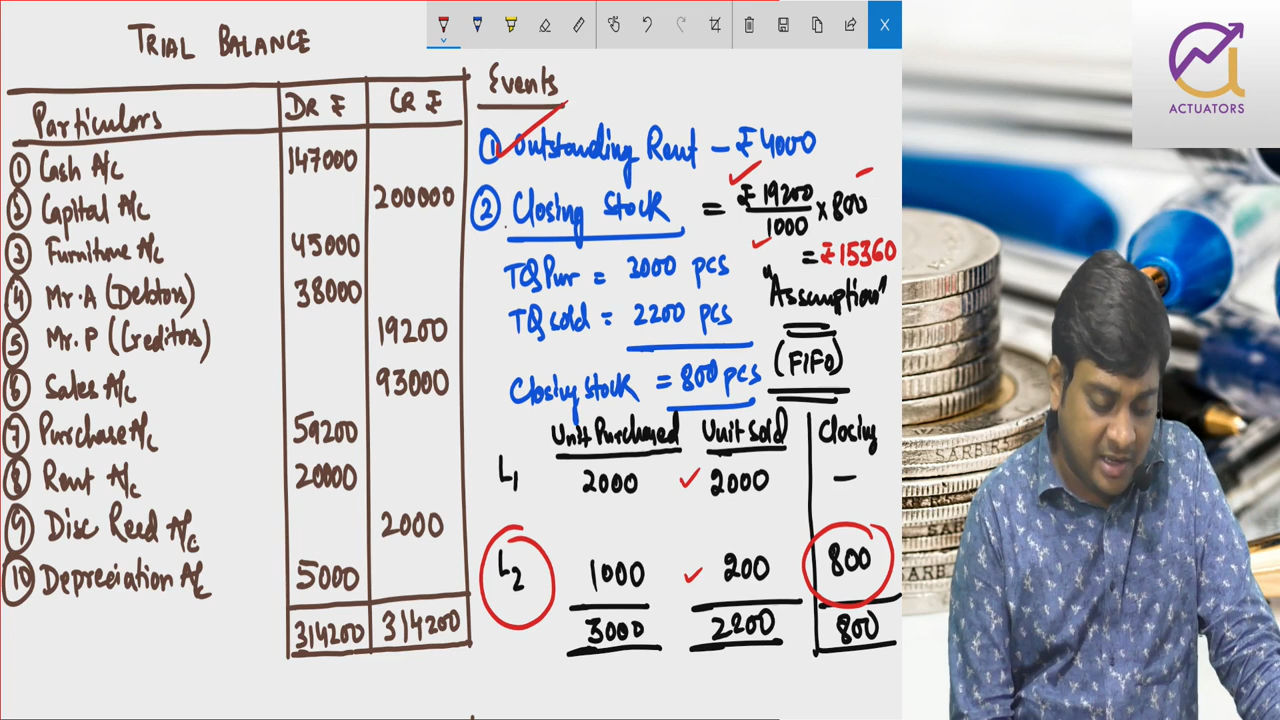 TRIAL BALANCE
Particulars DR ₹ CR ₹
① Cash A/c 147000
② Capital A/c 200000
③ Furniture A/c 45000
④ Mr. A (Debtors) 38000
⑤ Mr. P (Creditors) 19200
⑥ Sales A/c 93000
⑦ Purchase A/c 59200
⑧ Rent A/c 20000
⑨ Disc Recd A/c 2000
⑩ Depreciation A/c 5000
314200 314200
Events
① Outstanding Rent - ₹ 4000
② Closing Stock = ₹ 19200/1000 × 800
= ₹ 15360
TQ Pur = 3000 pcs
"Assumption"
TQ sold = 2200 pcs
(FIFO)
Closing stock = 800 pcs
Unit Purchased Unit Sold Closing
L1 2000 2000 —
L2 1000 200 800
3000 2200 800
ACTUATORS
SARB
SARB
SARB